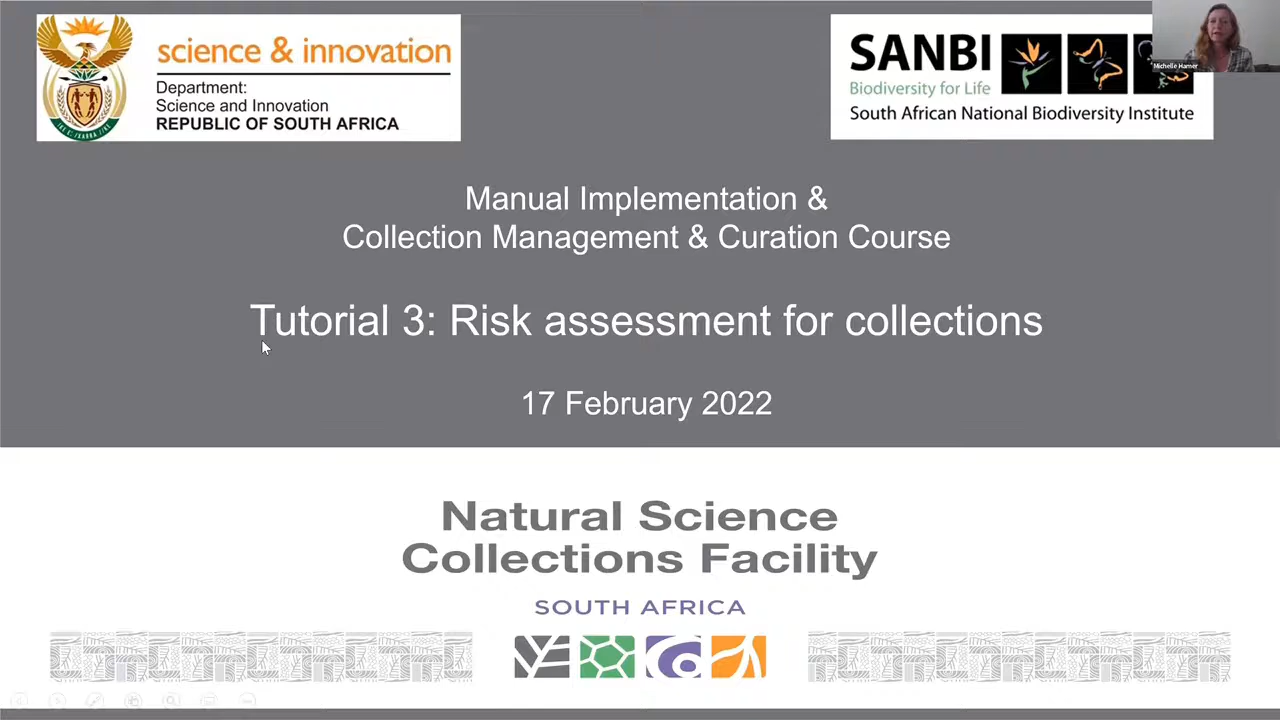 science & innovation
Department:
Science and Innovation
REPUBLIC OF SOUTH AFRICA
SANBI
Biodiversity for Life
South African National Biodiversity Institute
Michelle Hamer
Manual Implementation &
Collection Management & Curation Course
Tutorial 3: Risk assessment for collections
17 February 2022
Natural Science
Collections Facility
SOUTH AFRICA